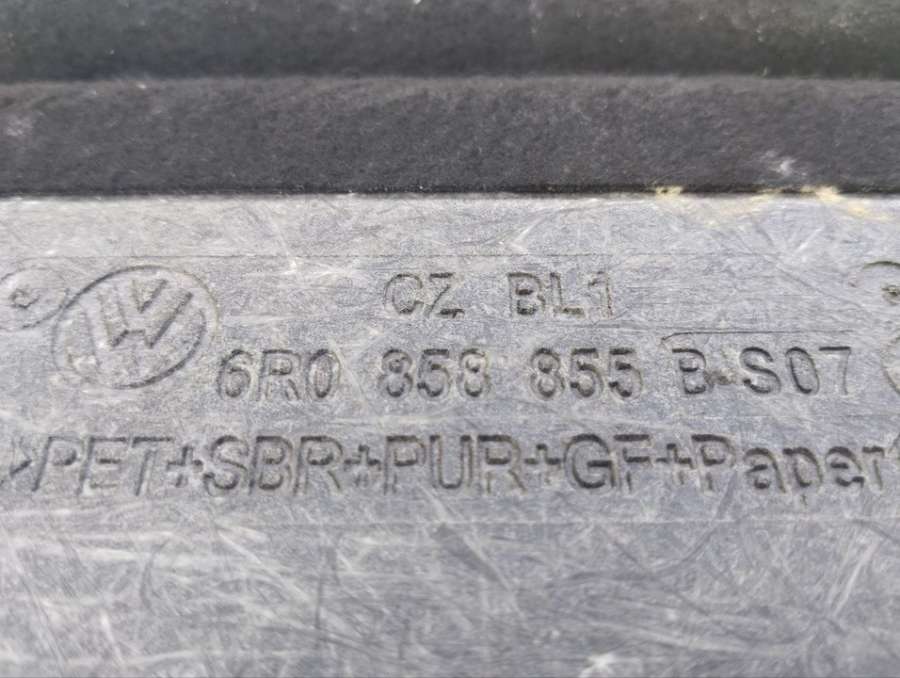 CZ BL1
6R0 858 855 B S07
>PET+SBR+PUR+GF+Paper